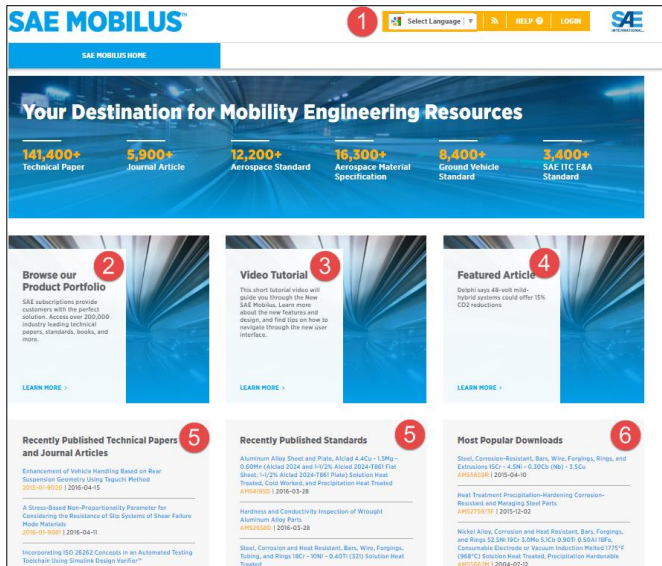 SAE MOBILUS™
1
Select Language ▼
HELP
LOGIN
SAE
INTERNATIONAL
SAE MOBILUS HOME
Your Destination for Mobility Engineering Resources
141,400+
Technical Paper
5,900+
Journal Article
12,200+
Aerospace Standard
16,300+
Aerospace Material
Specification
8,400+
Ground Vehicle
Standard
3,400+
SAE ITC E&A
Standard
2
Browse our
Product Portfolio
SAE subscriptions provide
customers with the perfect
solution. Access over 200,000
industry leading technical
papers, standards, books, and
more.
LEARN MORE >
3
Video Tutorial
This short tutorial video will
guide you through the New
SAE Mobilus. Learn more
about the new features and
design, and find tips on how to
navigate through the new user
interface.
LEARN MORE >
4
Featured Article
Delphi says 48-volt mild-
hybrid systems could offer 15%
CO2 reductions
LEARN MORE >
5
Recently Published Technical Papers
and Journal Articles
Enhancement of Vehicle Handling Based on Rear
Suspension Geometry Using Taguchi Method
2015-01-9020 | 2016-04-15
A Stress-Based Non-Proportionality Parameter for
Considering the Resistance of Slip Systems of Shear Failure
Mode Materials
2016-01-9081 | 2016-04-11
Incorporating ISO 26262 Concepts in an Automated Testing
Toolchain Using Simulink Design Verifier™
5
Recently Published Standards
Aluminum Alloy Sheet and Plate, Alclad 4.4Cu - 1.5Mg -
0.60Mn (Alclad 2024 and 1-1/2% Alclad 2024-T861 Flat
Sheet: 1-1/2% Alclad 2024-T861 Plate) Solution Heat
Treated, Cold Worked, and Precipitation Heat Treated
AMS4195D | 2016-03-28
Hardness and Conductivity Inspection of Wrought
Aluminum Alloy Parts
AMS2658D | 2016-03-28
Steel, Corrosion and Heat Resistant, Bars, Wire, Forgings,
Tubing, and Rings 18Cr - 10Ni - 0.40Ti (321) Solution Heat
Treated
6
Most Popular Downloads
Steel, Corrosion-Resistant, Bars, Wire, Forgings, Rings, and
Extrusions 15Cr - 4.5Ni - 0.30Cb (Nb) - 3.5Cu
AMS5659R | 2015-04-10
Heat Treatment Precipitation-Hardening Corrosion-
Resistant and Maraging Steel Parts
AMS2759/3F | 2015-12-02
Nickel Alloy, Corrosion and Heat Resistant, Bars, Forgings,
and Rings 52.5Ni 19Cr 3.0Mo 5.1Cb 0.90Ti 0.50Al 18Fe,
Consumable Electrode or Vacuum Induction Melted 1775°F
(968°C) Solution Heat Treated, Precipitation Hardenable
AMS5662M | 2004-07-12